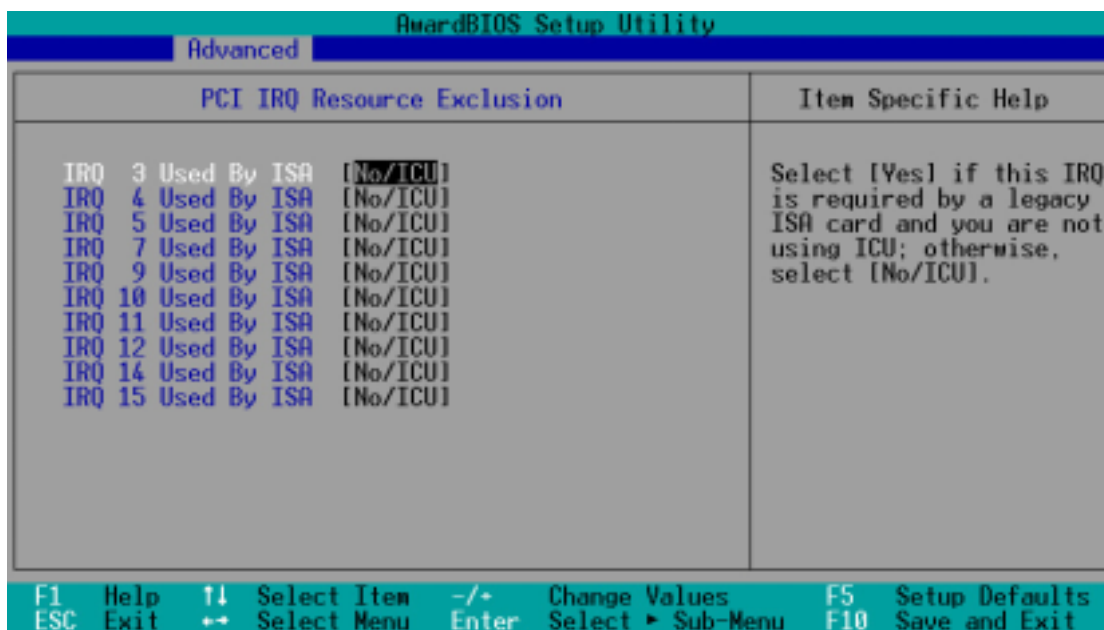 AwardBIOS Setup Utility
Advanced
PCI IRQ Resource Exclusion
IRQ 3 Used By ISA [No/ICU]
IRQ 4 Used By ISA [No/ICU]
IRQ 5 Used By ISA [No/ICU]
IRQ 7 Used By ISA [No/ICU]
IRQ 9 Used By ISA [No/ICU]
IRQ 10 Used By ISA [No/ICU]
IRQ 11 Used By ISA [No/ICU]
IRQ 12 Used By ISA [No/ICU]
IRQ 14 Used By ISA [No/ICU]
IRQ 15 Used By ISA [No/ICU]
Item Specific Help
Select [Yes] if this IRQ
is required by a legacy
ISA card and you are not
using ICU; otherwise,
select [No/ICU].
F1 Help ↑↓ Select Item -/+ Change Values F5 Setup Defaults
ESC Exit ←→ Select Menu Enter Select ► Sub-Menu F10 Save and Exit